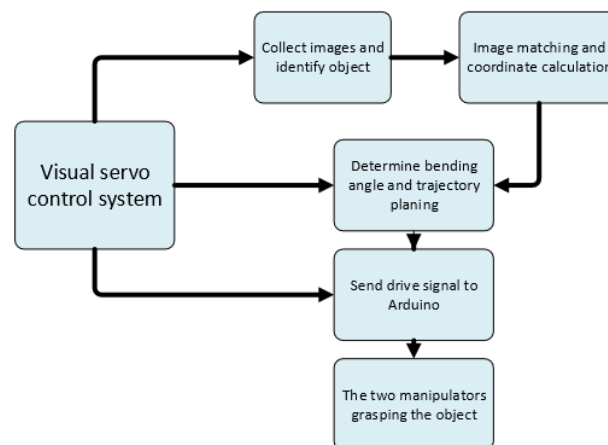 Collect images and
identify object
Image matching and
coordinate calculation
Visual servo
control system
Determine bending
angle and trajectory
planing
Send drive signal to
Arduino
The two manipulators
grasping the object